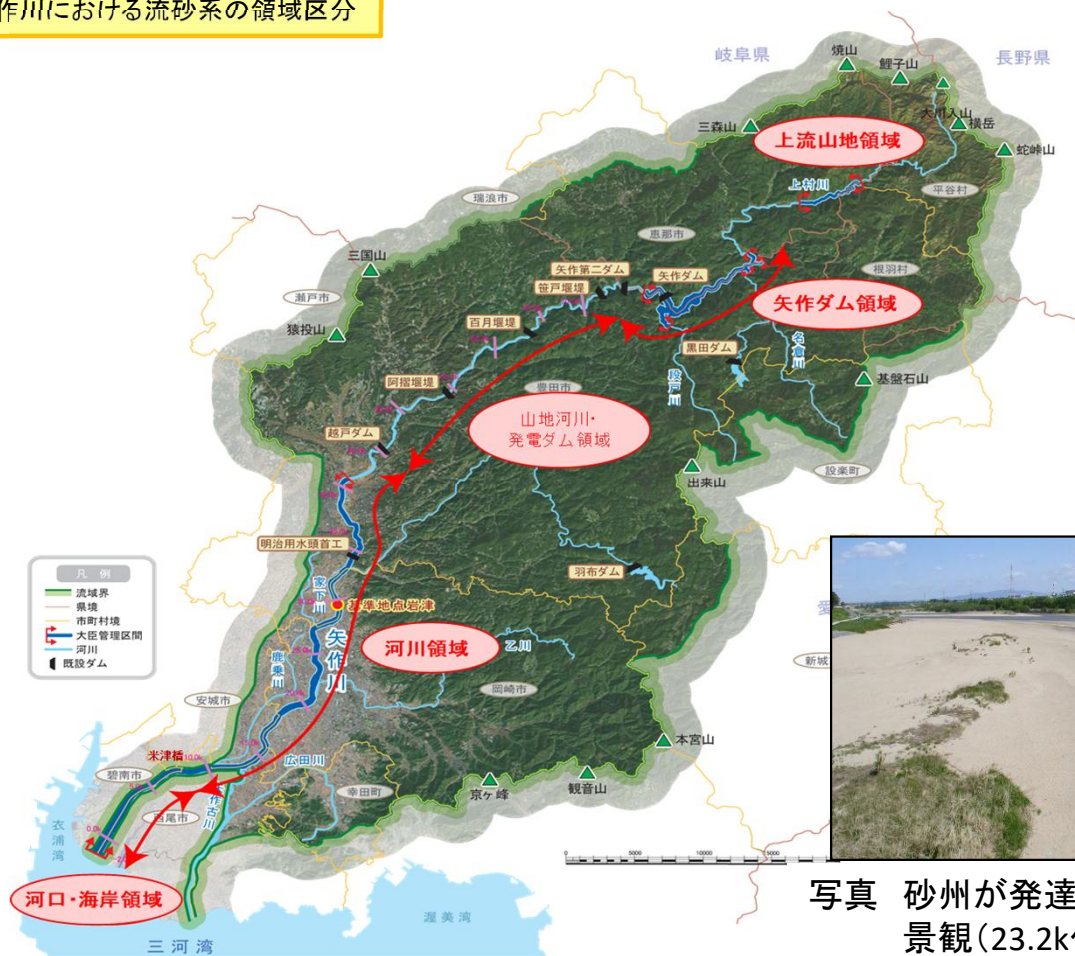 作川における流砂系の領域区分
岐阜県
長野県
焼山
鯉子山
大川入山
横岳
蛇峠山
三森山
上流山地領域
上村川
平谷村
瑞浪市
恵那市
三国山
矢作第二ダム
矢作ダム
根羽村
笹戸堰堤
瀬戸市
矢作ダム領域
猿投山
百月堰堤
黒田ダム
名倉川
段戸川
基盤石山
阿摺堰堤
豊田市
山地河川・
発電ダム領域
越戸ダム
設楽町
出来山
明治用水頭首工
羽布ダム
凡例
流域界
県境
市町村境
大臣管理区間
河川
既設ダム
家下川
基準地点岩津
矢作川
河川領域
乙川
鹿乗川
岡崎市
新城
安城市
本宮山
米津橋
10.0k
広田川
碧南市
京ヶ峰
観音山
幸田町
作古川
西尾市
衣浦湾
0.0k
0
5000
10000
河口・海岸領域
渥美湾
三河湾
写真 砂州が発達
景観(23.2k